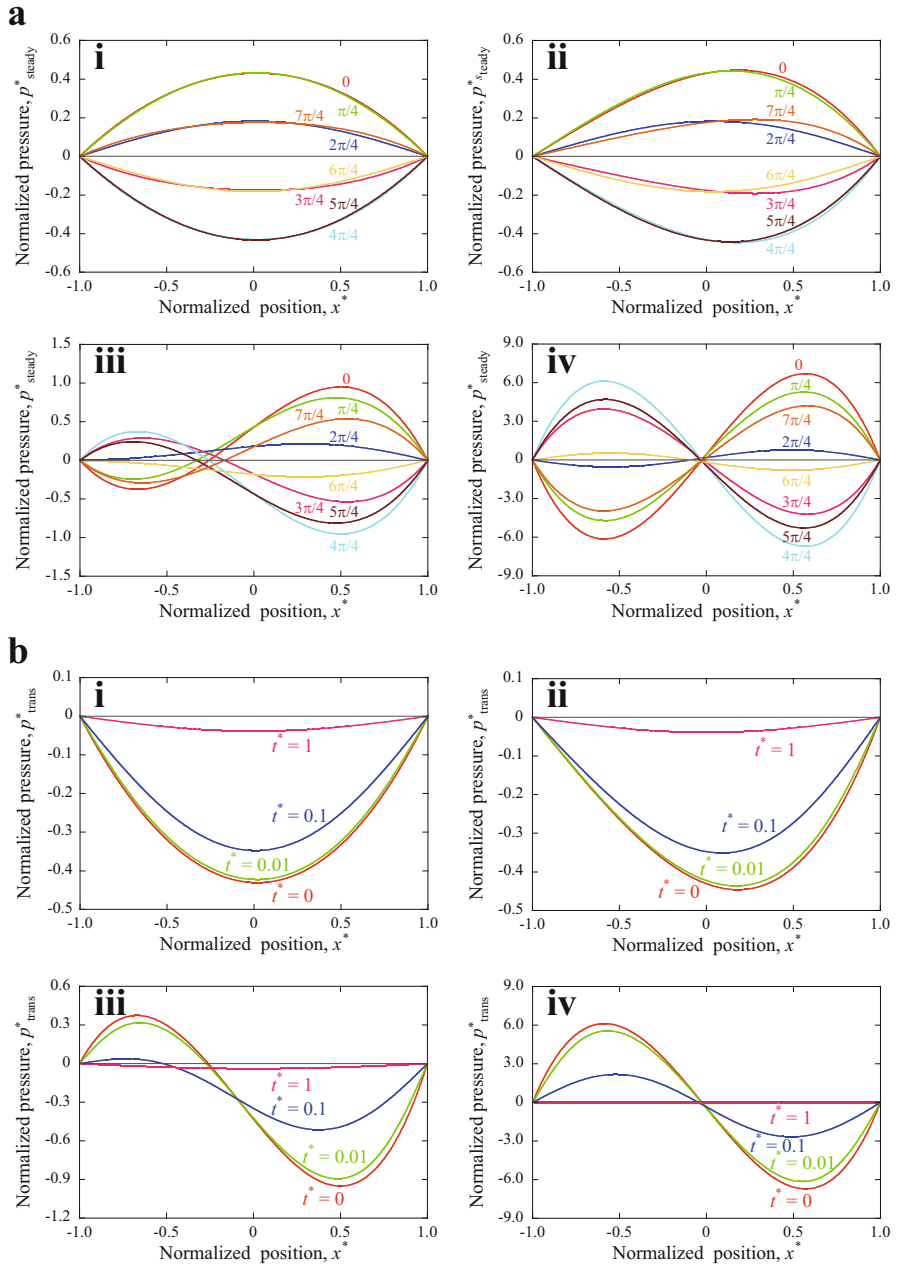 a
i
Normalized pressure, p*steady
0.6
0.4
0.2
0
-0.2
-0.4
-0.6
0
π/4
7π/4
2π/4
6π/4
3π/4
5π/4
4π/4
-1.0 -0.5 0 0.5 1.0
Normalized position, x*
ii
Normalized pressure, p*steady
0.6
0.4
0.2
0
-0.2
-0.4
-0.6
0
π/4
7π/4
2π/4
6π/4
3π/4
5π/4
4π/4
-1.0 -0.5 0 0.5 1.0
Normalized position, x*
iii
Normalized pressure, p*steady
1.5
1.0
0.5
0
-0.5
-1.0
-1.5
0
7π/4 π/4
2π/4
6π/4
3π/4 5π/4
4π/4
-1.0 -0.5 0 0.5 1.0
Normalized position, x*
iv
Normalized pressure, p*steady
9.0
6.0
3.0
0
-3.0
-6.0
-9.0
0
π/4
7π/4
2π/4
6π/4
3π/4
5π/4
4π/4
-1.0 -0.5 0 0.5 1.0
Normalized position, x*
b
i
Normalized pressure, p*trans
0.1
0
-0.1
-0.2
-0.3
-0.4
-0.5
t* = 1
t* = 0.1
t* = 0.01
t* = 0
-1.0 -0.5 0 0.5 1.0
Normalized position, x*
ii
Normalized pressure, p*trans
0.1
0
-0.1
-0.2
-0.3
-0.4
-0.5
t* = 1
t* = 0.1
t* = 0.01
t* = 0
-1.0 -0.5 0 0.5 1.0
Normalized position, x*
iii
Normalized pressure, p*trans
0.6
0.3
0
-0.3
-0.6
-0.9
-1.2
t* = 1
t* = 0.1
t* = 0.01
t* = 0
-1.0 -0.5 0 0.5 1.0
Normalized position, x*
iv
Normalized pressure, p*trans
9.0
6.0
3.0
0
-3.0
-6.0
-9.0
t* = 1
t* = 0.1
t* = 0.01
t* = 0
-1.0 -0.5 0 0.5 1.0
Normalized position, x*